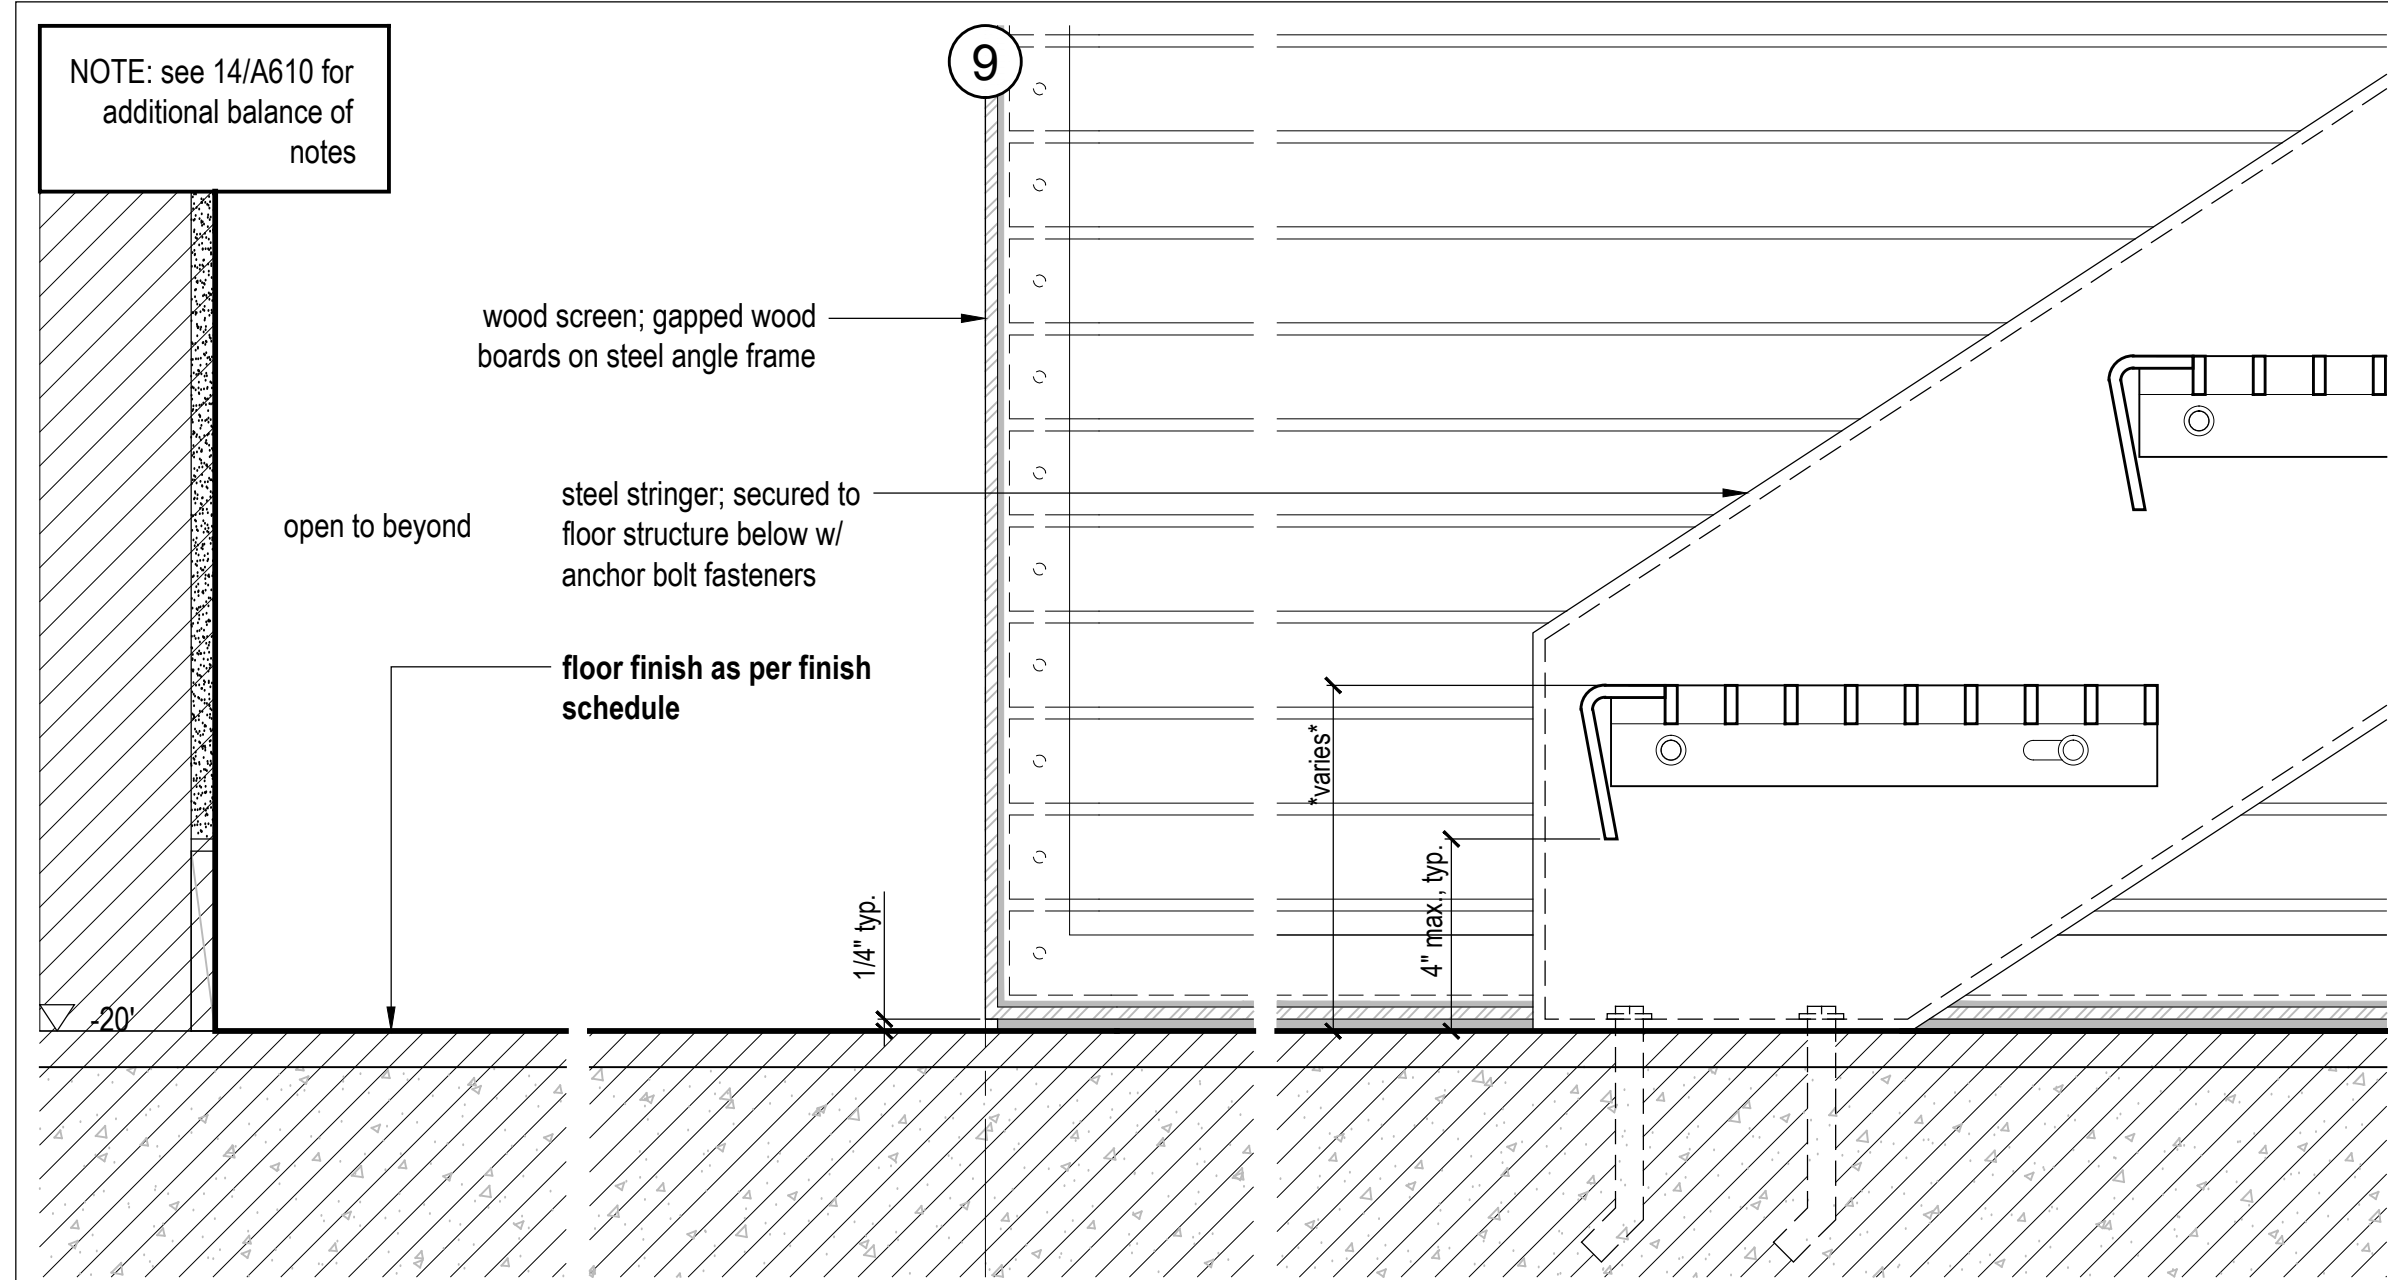 NOTE: see 14/A610 for
additional balance of
notes
9
wood screen; gapped wood
boards on steel angle frame
steel stringer; secured to
floor structure below w/
anchor bolt fasteners
open to beyond
floor finish as per finish
schedule
*varies*
4" max., typ.
1/4" typ.
-20'